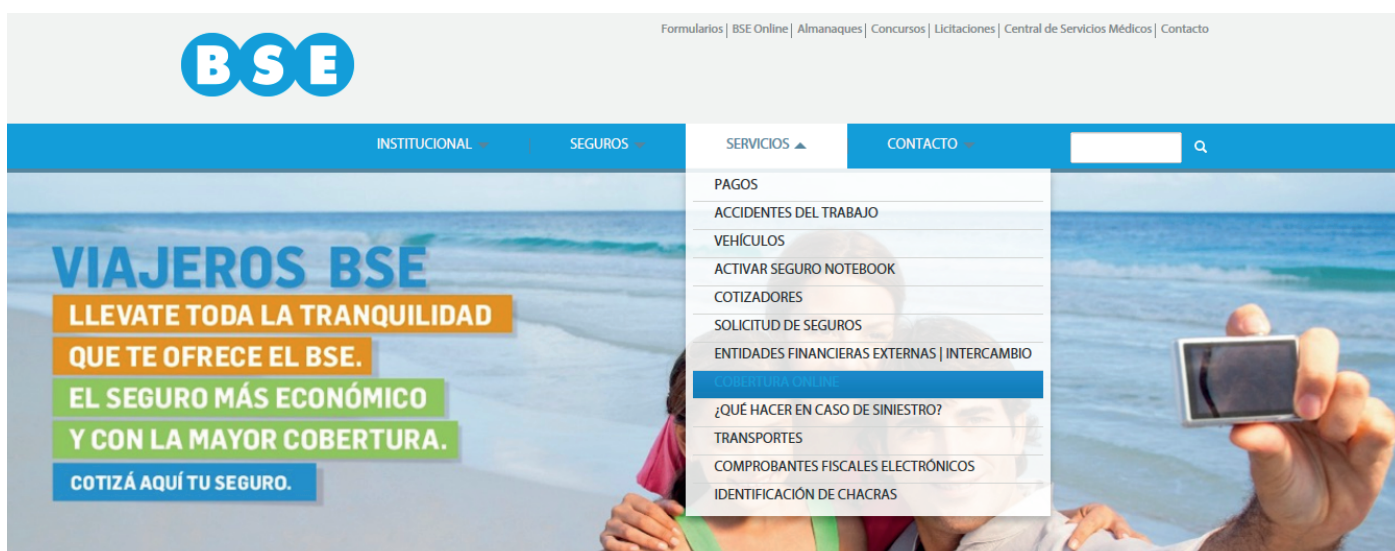 Formularios | BSE Online | Almanaques | Concursos | Licitaciones | Central de Servicios Médicos | Contacto
BSE
INSTITUCIONAL SEGUROS SERVICIOS CONTACTO
PAGOS
ACCIDENTES DEL TRABAJO
VEHÍCULOS
ACTIVAR SEGURO NOTEBOOK
COTIZADORES
SOLICITUD DE SEGUROS
ENTIDADES FINANCIERAS EXTERNAS | INTERCAMBIO
COBERTURA ONLINE
¿QUÉ HACER EN CASO DE SINIESTRO?
TRANSPORTES
COMPROBANTES FISCALES ELECTRÓNICOS
IDENTIFICACIÓN DE CHACRAS
VIAJEROS BSE
LLEVATE TODA LA TRANQUILIDAD
QUE TE OFRECE EL BSE.
EL SEGURO MÁS ECONÓMICO
Y CON LA MAYOR COBERTURA.
COTIZÁ AQUÍ TU SEGURO.